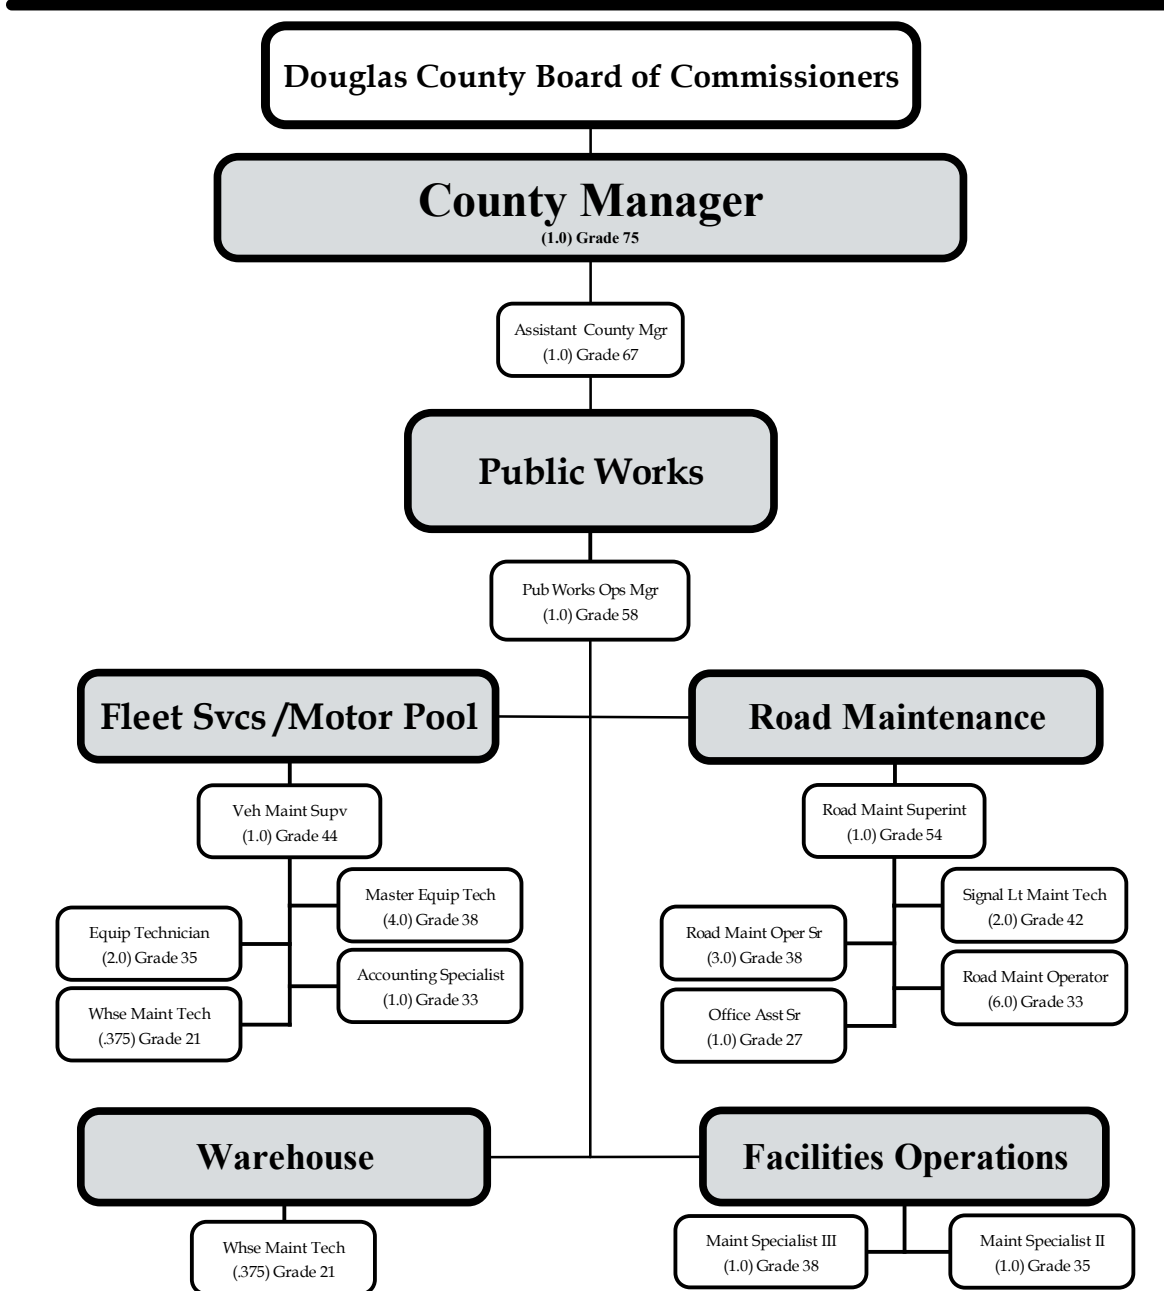 Douglas County Board of Commissioners
County Manager
(1.0) Grade 75
Assistant County Mgr
(1.0) Grade 67
Public Works
Pub Works Ops Mgr
(1.0) Grade 58
Fleet Svcs /Motor Pool
Veh Maint Supv
(1.0) Grade 44
Master Equip Tech
(4.0) Grade 38
Equip Technician
(2.0) Grade 35
Accounting Specialist
(1.0) Grade 33
Whse Maint Tech
(.375) Grade 21
Road Maintenance
Road Maint Superint
(1.0) Grade 54
Signal Lt Maint Tech
(2.0) Grade 42
Road Maint Oper Sr
(3.0) Grade 38
Road Maint Operator
(6.0) Grade 33
Office Asst Sr
(1.0) Grade 27
Warehouse
Whse Maint Tech
(.375) Grade 21
Facilities Operations
Maint Specialist III
(1.0) Grade 38
Maint Specialist II
(1.0) Grade 35